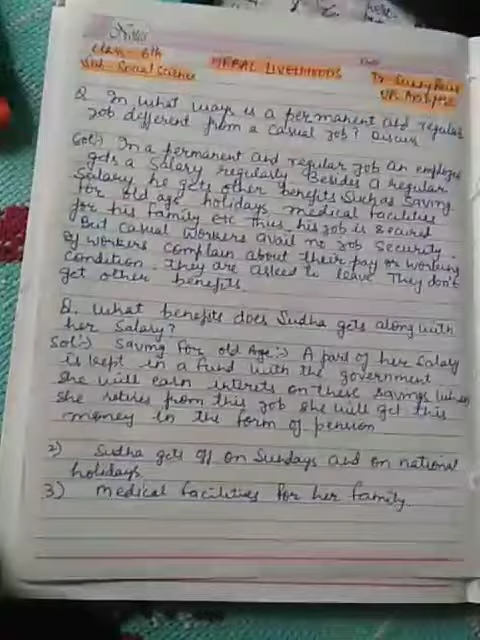 Notes
Class - 6th
Sub - Social Science
LIVELIHOODS
Q. In what ways is a permanent and regular
job different from a casual job? Discuss
Sol:) In a permanent and regular job an employee
gets a salary regularly Besides a regular
salary he gets other benefits Such as Saving
for old age holidays medical facilities
for his family etc Thus his job is secured
But casual workers avail no job security.
If workers complain about their pay or working
condition. they are asked to leave They don't
get other benefits
Q. What benefits does Sudha gets along with
her salary?
Sol:) Saving for old Age:) A part of her salary
is kept in a fund with the government
She will earn interets on these savings when
she retires from this job she will get this
money in the form of pension
2) Sudha gets off on Sundays and on national
holidays
3) medical facilities for her family